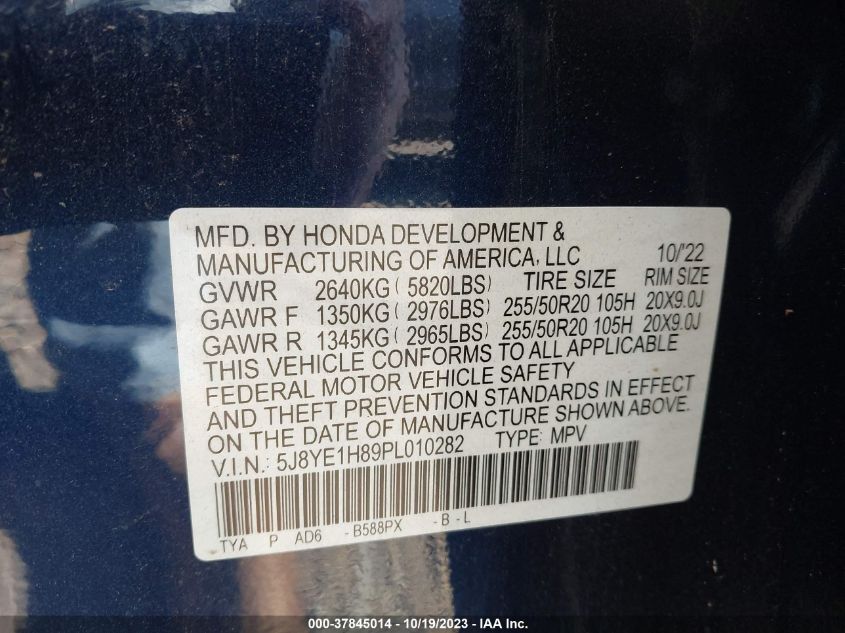 MFD. BY HONDA DEVELOPMENT &
MANUFACTURING OF AMERICA, LLC 10/'22
GVWR 2640KG ( 5820LBS) TIRE SIZE RIM SIZE
GAWR F 1350KG ( 2976LBS) 255/50R20 105H 20X9.0J
GAWR R 1345KG ( 2965LBS) 255/50R20 105H 20X9.0J
THIS VEHICLE CONFORMS TO ALL APPLICABLE
FEDERAL MOTOR VEHICLE SAFETY
AND THEFT PREVENTION STANDARDS IN EFFECT
ON THE DATE OF MANUFACTURE SHOWN ABOVE.
V.I.N.: 5J8YE1H89PL010282 TYPE: MPV
TYA P AD6 -B588PX -B-L
000-37845014 - 10/19/2023 - IAA Inc.